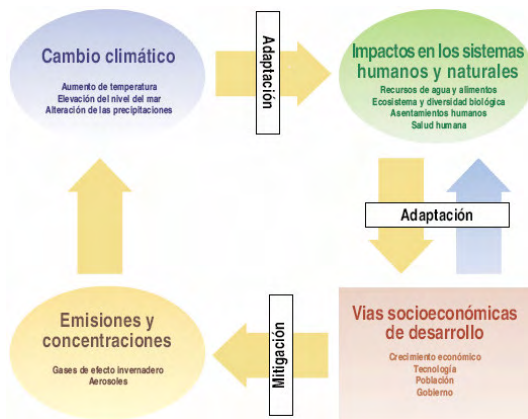 Cambio climático
Aumento de temperatura
Elevación del nivel del mar
Alteración de las precipitaciones
Adaptación
Impactos en los sistemas
humanos y naturales
Recursos de agua y alimentos
Ecosistema y diversidad biológica
Asentamientos humanos
Salud humana
Adaptación
Emisiones y
concentraciones
Gases de efecto invernadero
Aerosoles
Mitigación
Vias socioeconómicas
de desarrollo
Crecimiento económico
Tecnología
Población
Gobierno